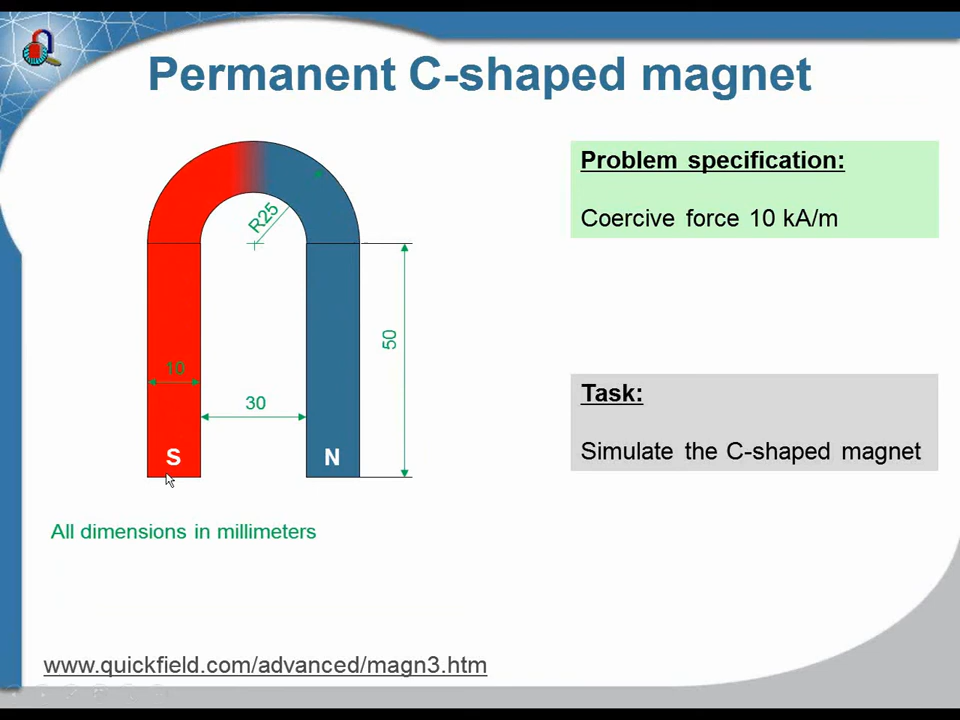 Permanent C-shaped magnet
Problem specification:
Coercive force 10 kA/m
R25
50
10
30
S
N
Task:
Simulate the C-shaped magnet
All dimensions in millimeters
www.quickfield.com/advanced/magn3.htm